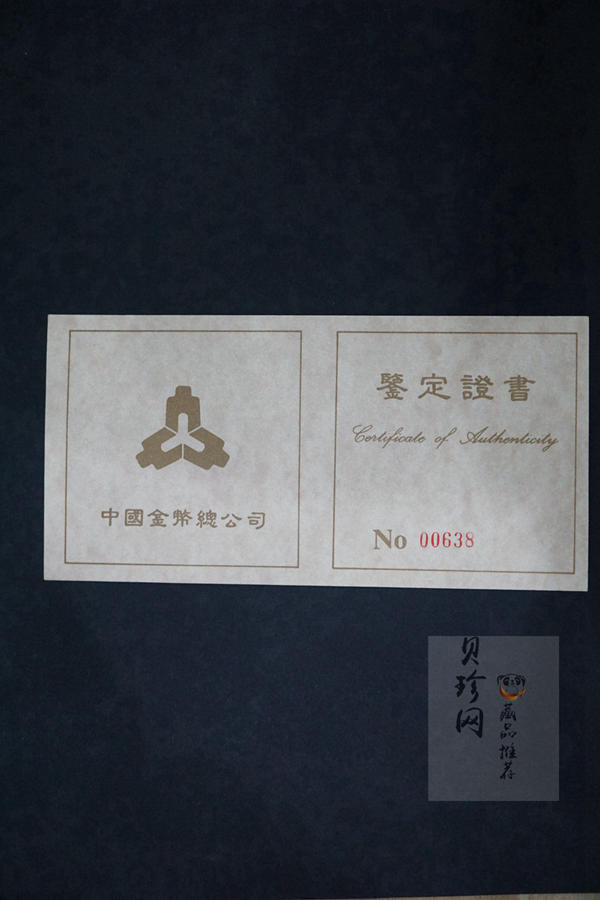 中國金幣總公司
鑒定證書
Certificate of Authenticity
No 00638
贝珍网
藏品推荐